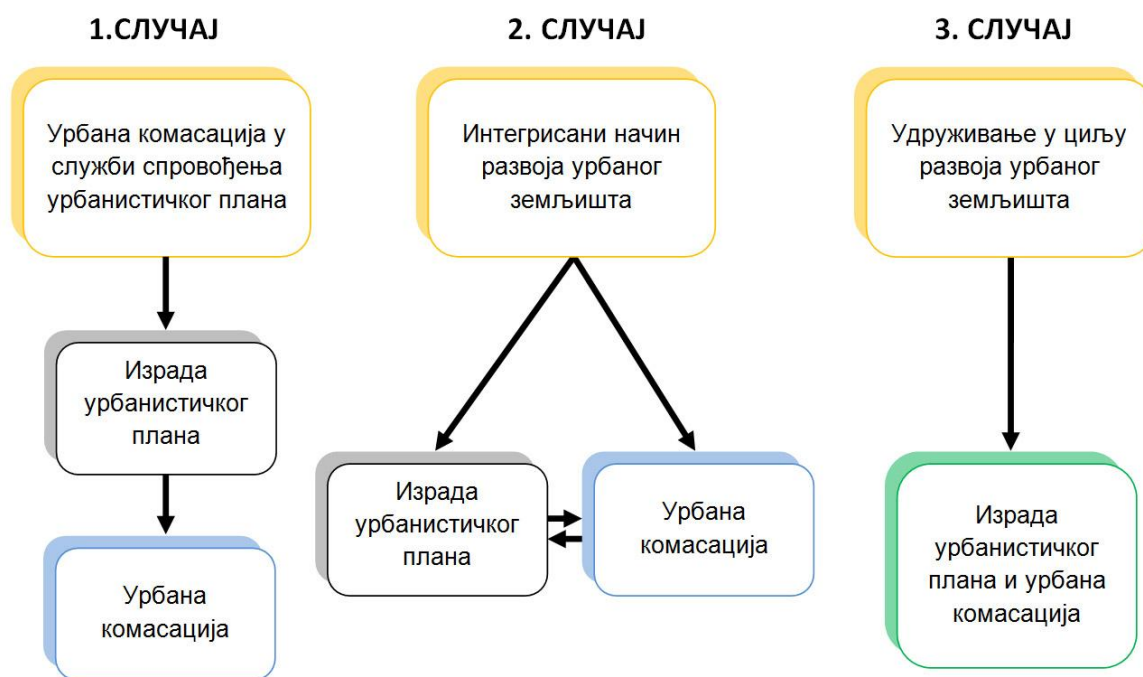 1.СЛУЧАЈ
Урбана комасација у
служби спровођења
урбанистичког плана
Израда
урбанистичког
плана
Урбана
комасација
2. СЛУЧАЈ
Интегрисани начин
развоја урбаног
земљишта
Израда
урбанистичког
плана
Урбана
комасација
3. СЛУЧАЈ
Удруживање у циљу
развоја урбаног
земљишта
Израда
урбанистичког
плана и урбана
комасација